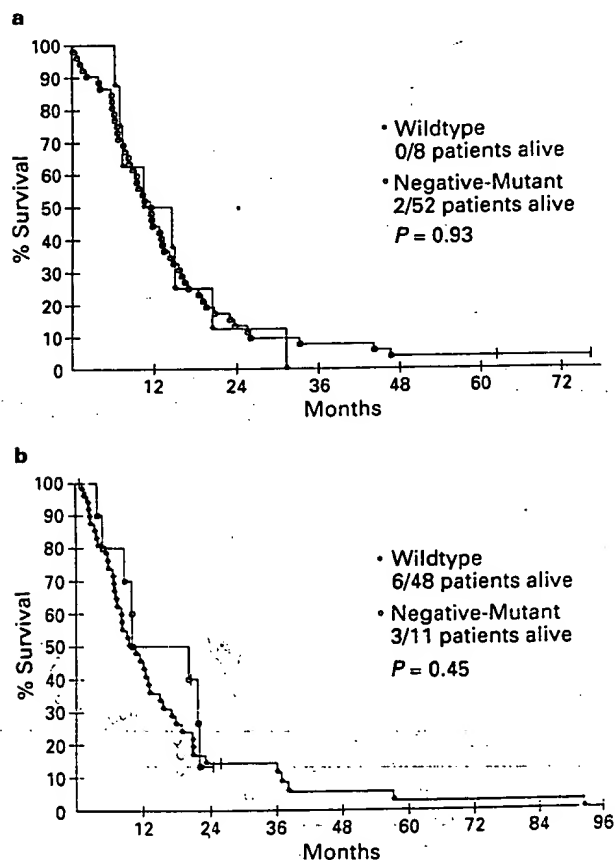 a
100
90
80
70
60
50
40
30
20
10
0
% Survival
• Wildtype
0/8 patients alive
• Negative-Mutant
2/52 patients alive
P = 0.93
12 24 36 48 60 72
Months
b
100
90
80
70
60
50
40
30
20
10
0
% Survival
• Wildtype
6/48 patients alive
o Negative-Mutant
3/11 patients alive
P = 0.45
12 24 36 48 60 72 84 96
Months